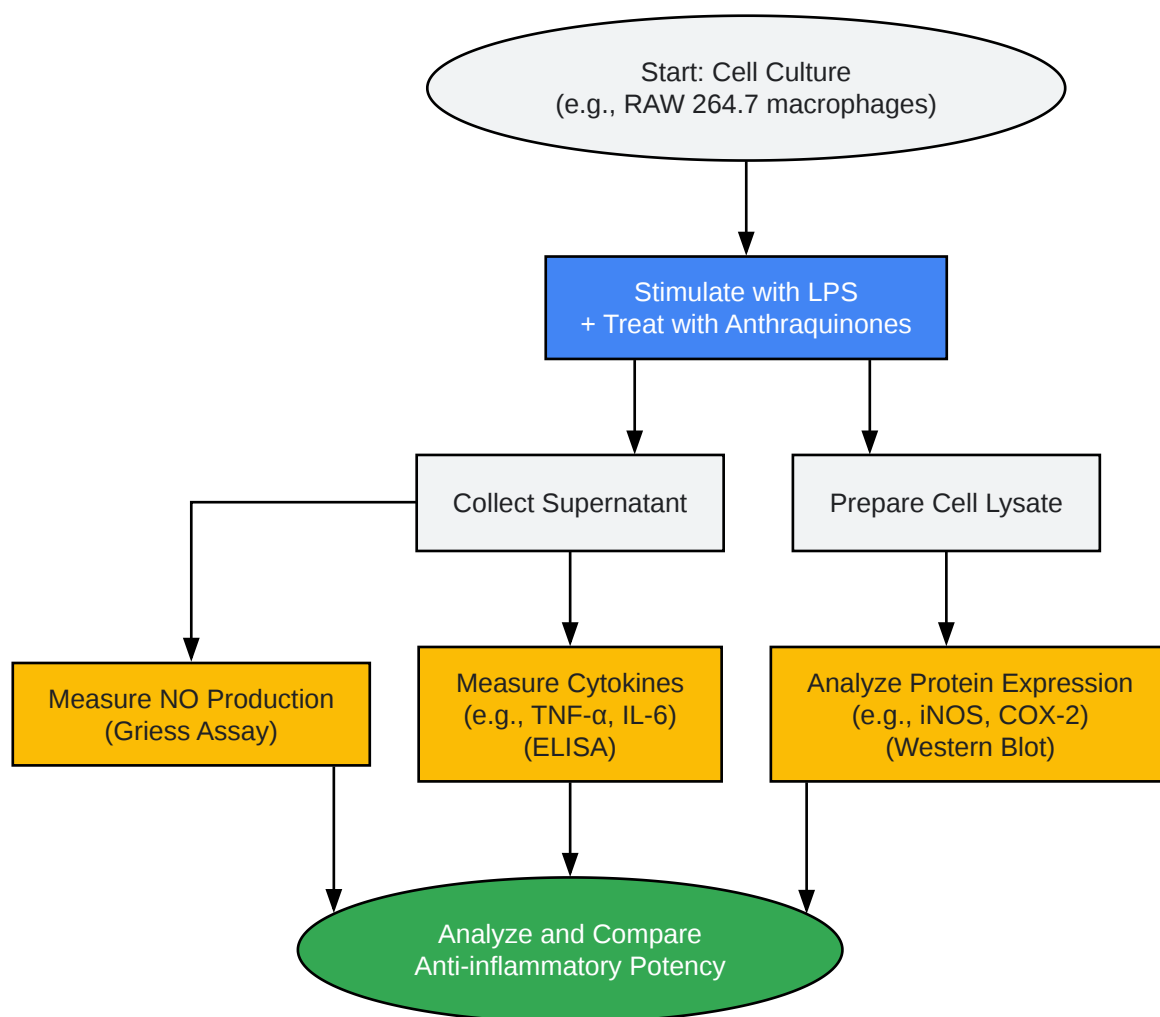 Start: Cell Culture
(e.g., RAW 264.7 macrophages)
Stimulate with LPS
+ Treat with Anthraquinones
Collect Supernatant
Prepare Cell Lysate
Measure NO Production
(Griess Assay)
Measure Cytokines
(e.g., TNF-α, IL-6)
(ELISA)
Analyze Protein Expression
(e.g., iNOS, COX-2)
(Western Blot)
Analyze and Compare
Anti-inflammatory Potency